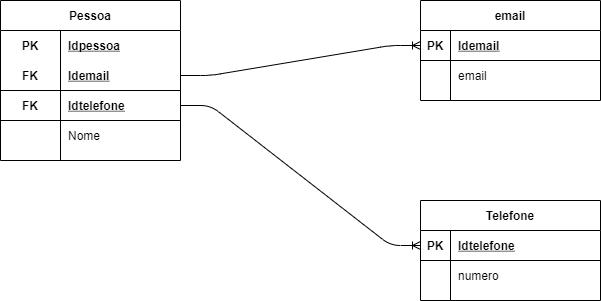 Pessoa
PK Idpessoa
FK Idemail
FK Idtelefone
Nome
email
PK Idemail
email
Telefone
PK Idtelefone
numero